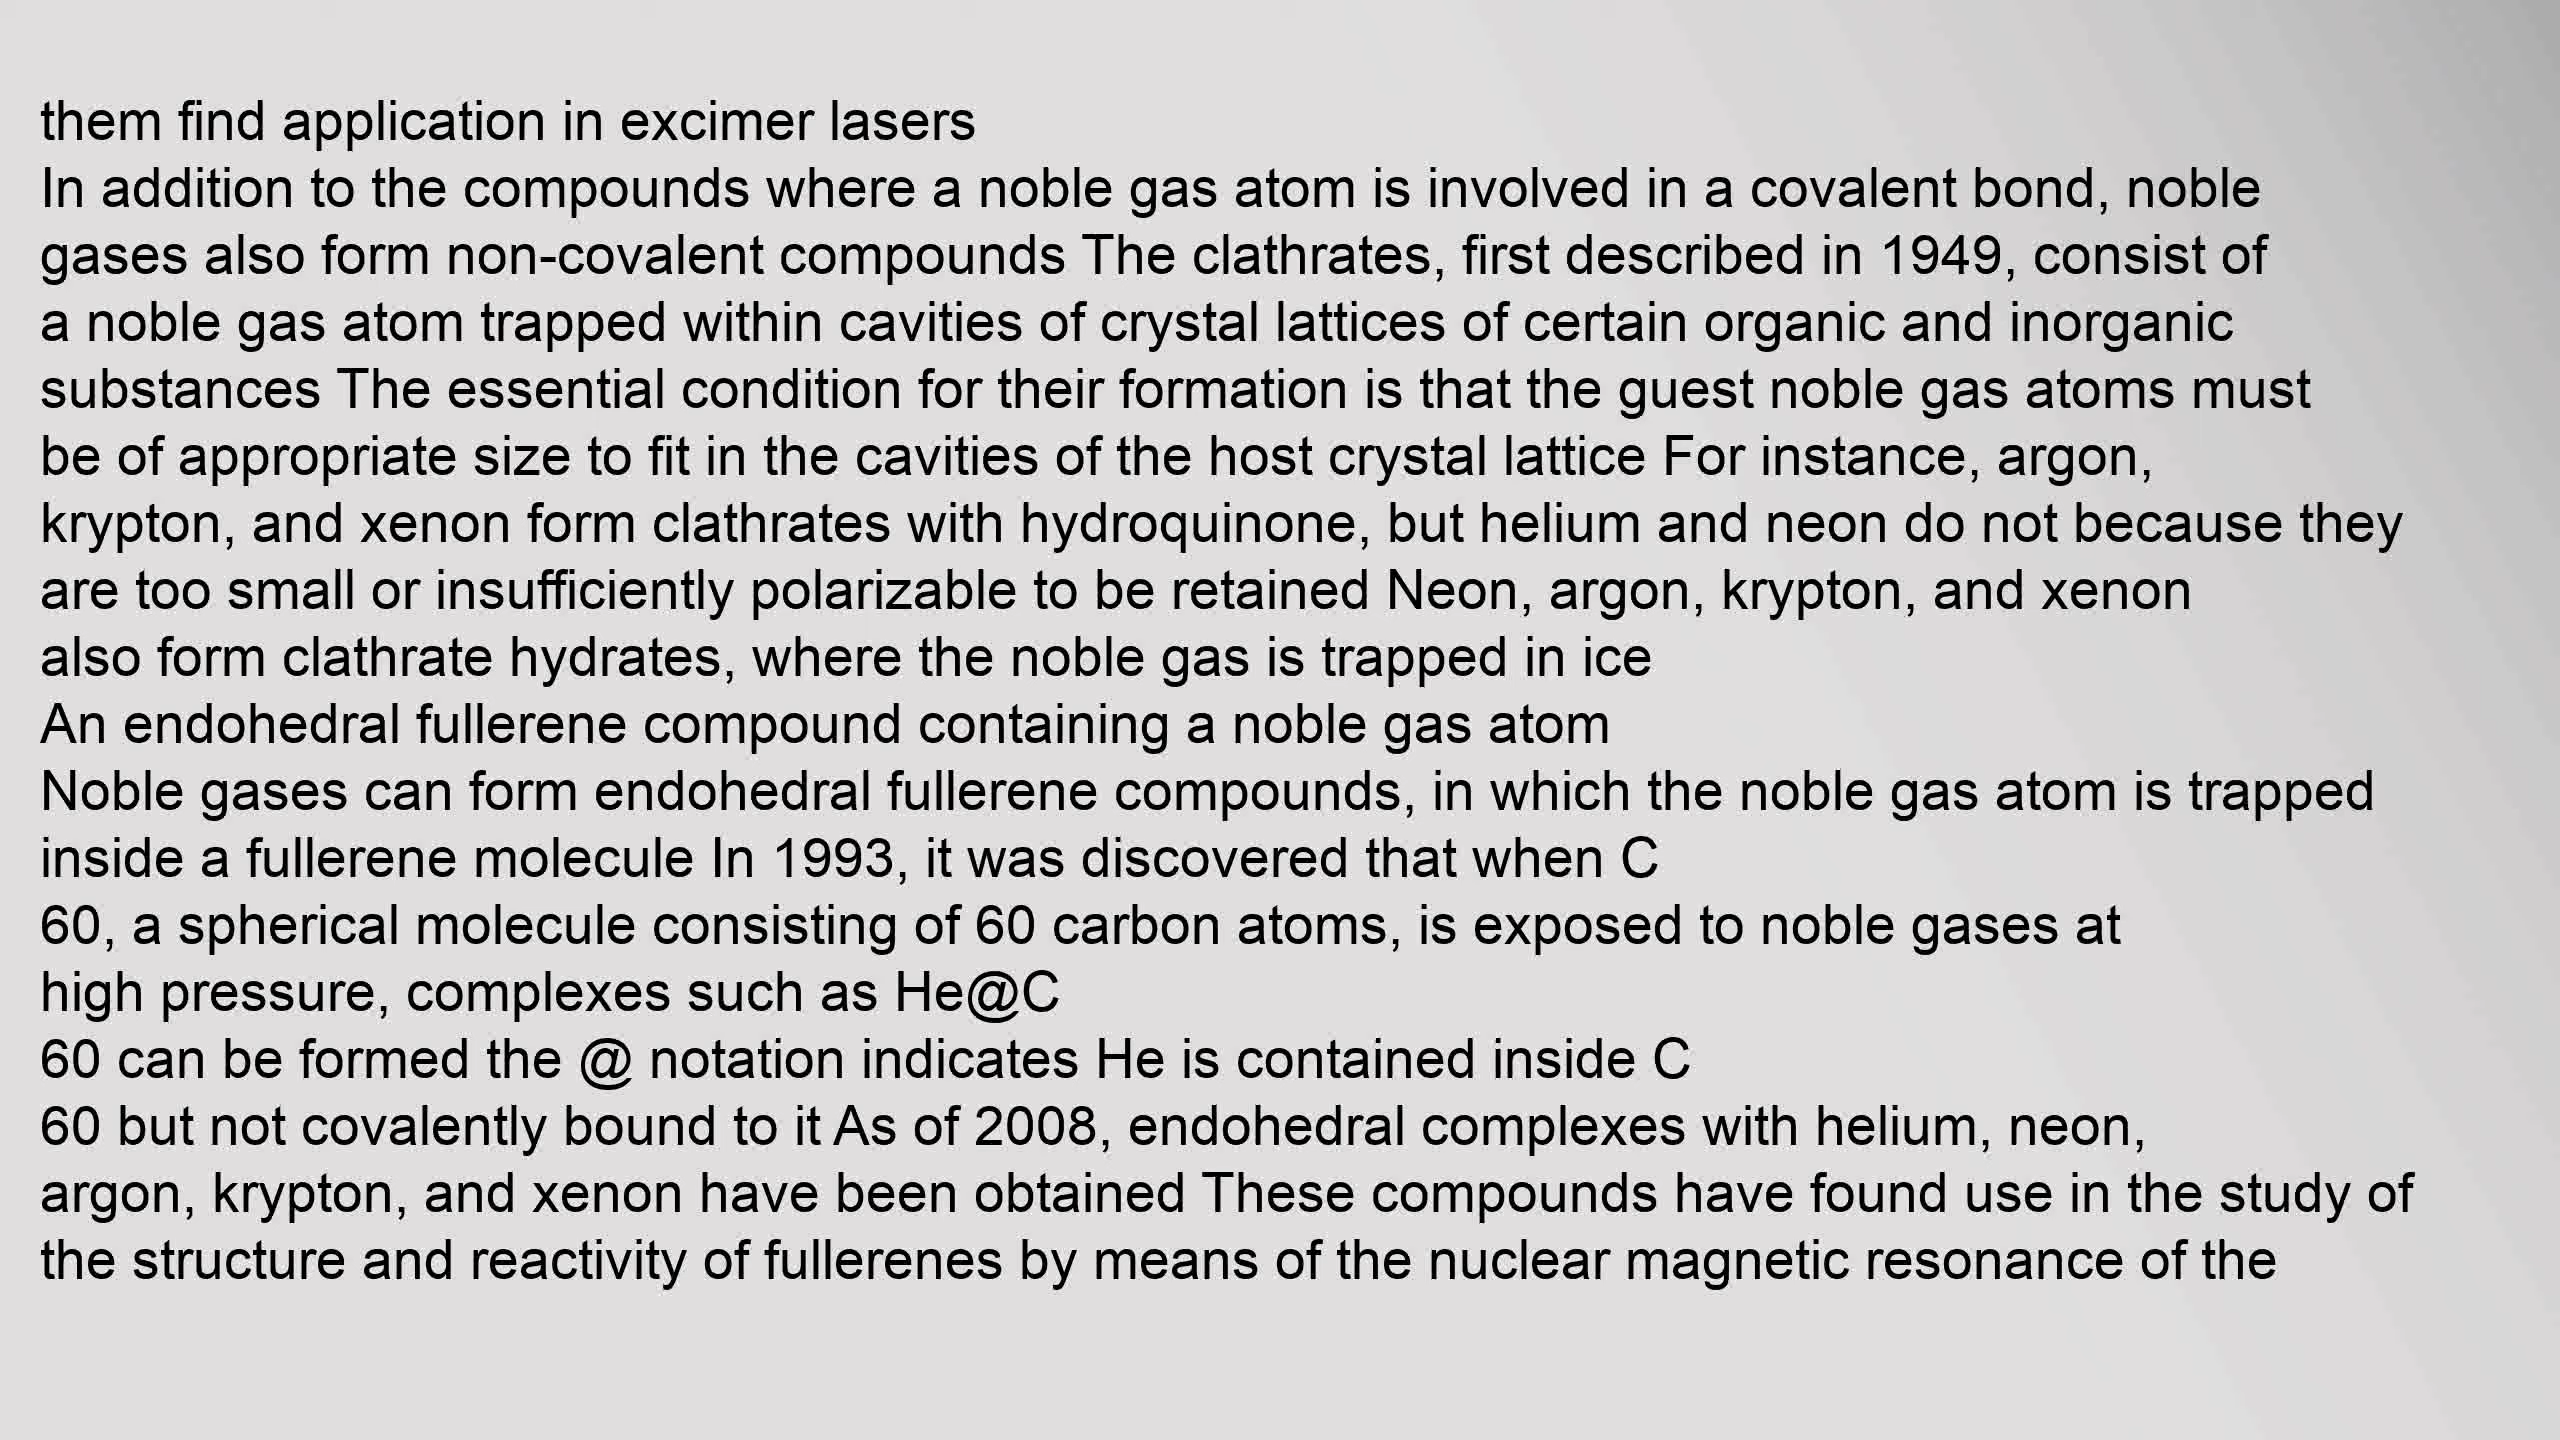 them find application in excimer lasers
In addition to the compounds where a noble gas atom is involved in a covalent bond, noble
gases also form non-covalent compounds The clathrates, first described in 1949, consist of
a noble gas atom trapped within cavities of crystal lattices of certain organic and inorganic
substances The essential condition for their formation is that the guest noble gas atoms must
be of appropriate size to fit in the cavities of the host crystal lattice For instance, argon,
krypton, and xenon form clathrates with hydroquinone, but helium and neon do not because they
are too small or insufficiently polarizable to be retained Neon, argon, krypton, and xenon
also form clathrate hydrates, where the noble gas is trapped in ice
An endohedral fullerene compound containing a noble gas atom
Noble gases can form endohedral fullerene compounds, in which the noble gas atom is trapped
inside a fullerene molecule In 1993, it was discovered that when C
60, a spherical molecule consisting of 60 carbon atoms, is exposed to noble gases at
high pressure, complexes such as He@C
60 can be formed the @ notation indicates He is contained inside C
60 but not covalently bound to it As of 2008, endohedral complexes with helium, neon,
argon, krypton, and xenon have been obtained These compounds have found use in the study of
the structure and reactivity of fullerenes by means of the nuclear magnetic resonance of the